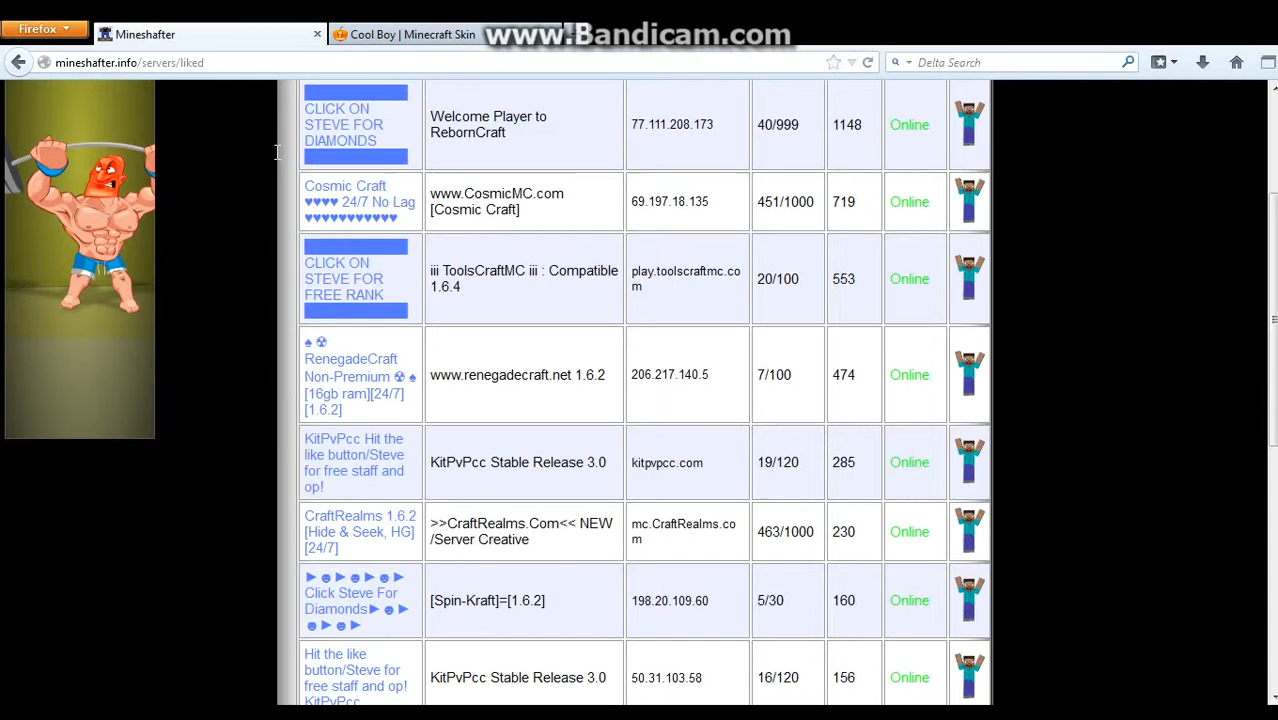 Firefox
Mineshafter
Cool Boy | Minecraft Skin
www.Bandicam.com
mineshafter.info/servers/liked
Delta Search
CLICK ON
STEVE FOR
DIAMONDS
Welcome Player to
RebornCraft
77.111.208.173
40/999
1148
Online
Cosmic Craft
♥♥♥♥ 24/7 No Lag
♥♥♥♥♥♥♥♥♥♥♥
www.CosmicMC.com
[Cosmic Craft]
69.197.18.135
451/1000
719
Online
CLICK ON
STEVE FOR
FREE RANK
iii ToolsCraftMC iii : Compatible
1.6.4
play.toolscraftmc.co
m
20/100
553
Online
♠ ☢
RenegadeCraft
Non-Premium ☢ ♠
[16gb ram][24/7]
[1.6.2]
www.renegadecraft.net 1.6.2
206.217.140.5
7/100
474
Online
KitPvPcc Hit the
like button/Steve
for free staff and
op!
KitPvPcc Stable Release 3.0
kitpvpcc.com
19/120
285
Online
CraftRealms 1.6.2
[Hide & Seek, HG]
[24/7]
>>CraftRealms.Com<< NEW
/Server Creative
mc.CraftRealms.co
m
463/1000
230
Online
►☻►☻►☻►
Click Steve For
Diamonds►☻►
☻►☻►
[Spin-Kraft]=[1.6.2]
198.20.109.60
5/30
160
Online
Hit the like
button/Steve for
free staff and op!
KitPvPcc
KitPvPcc Stable Release 3.0
50.31.103.58
16/120
156
Online